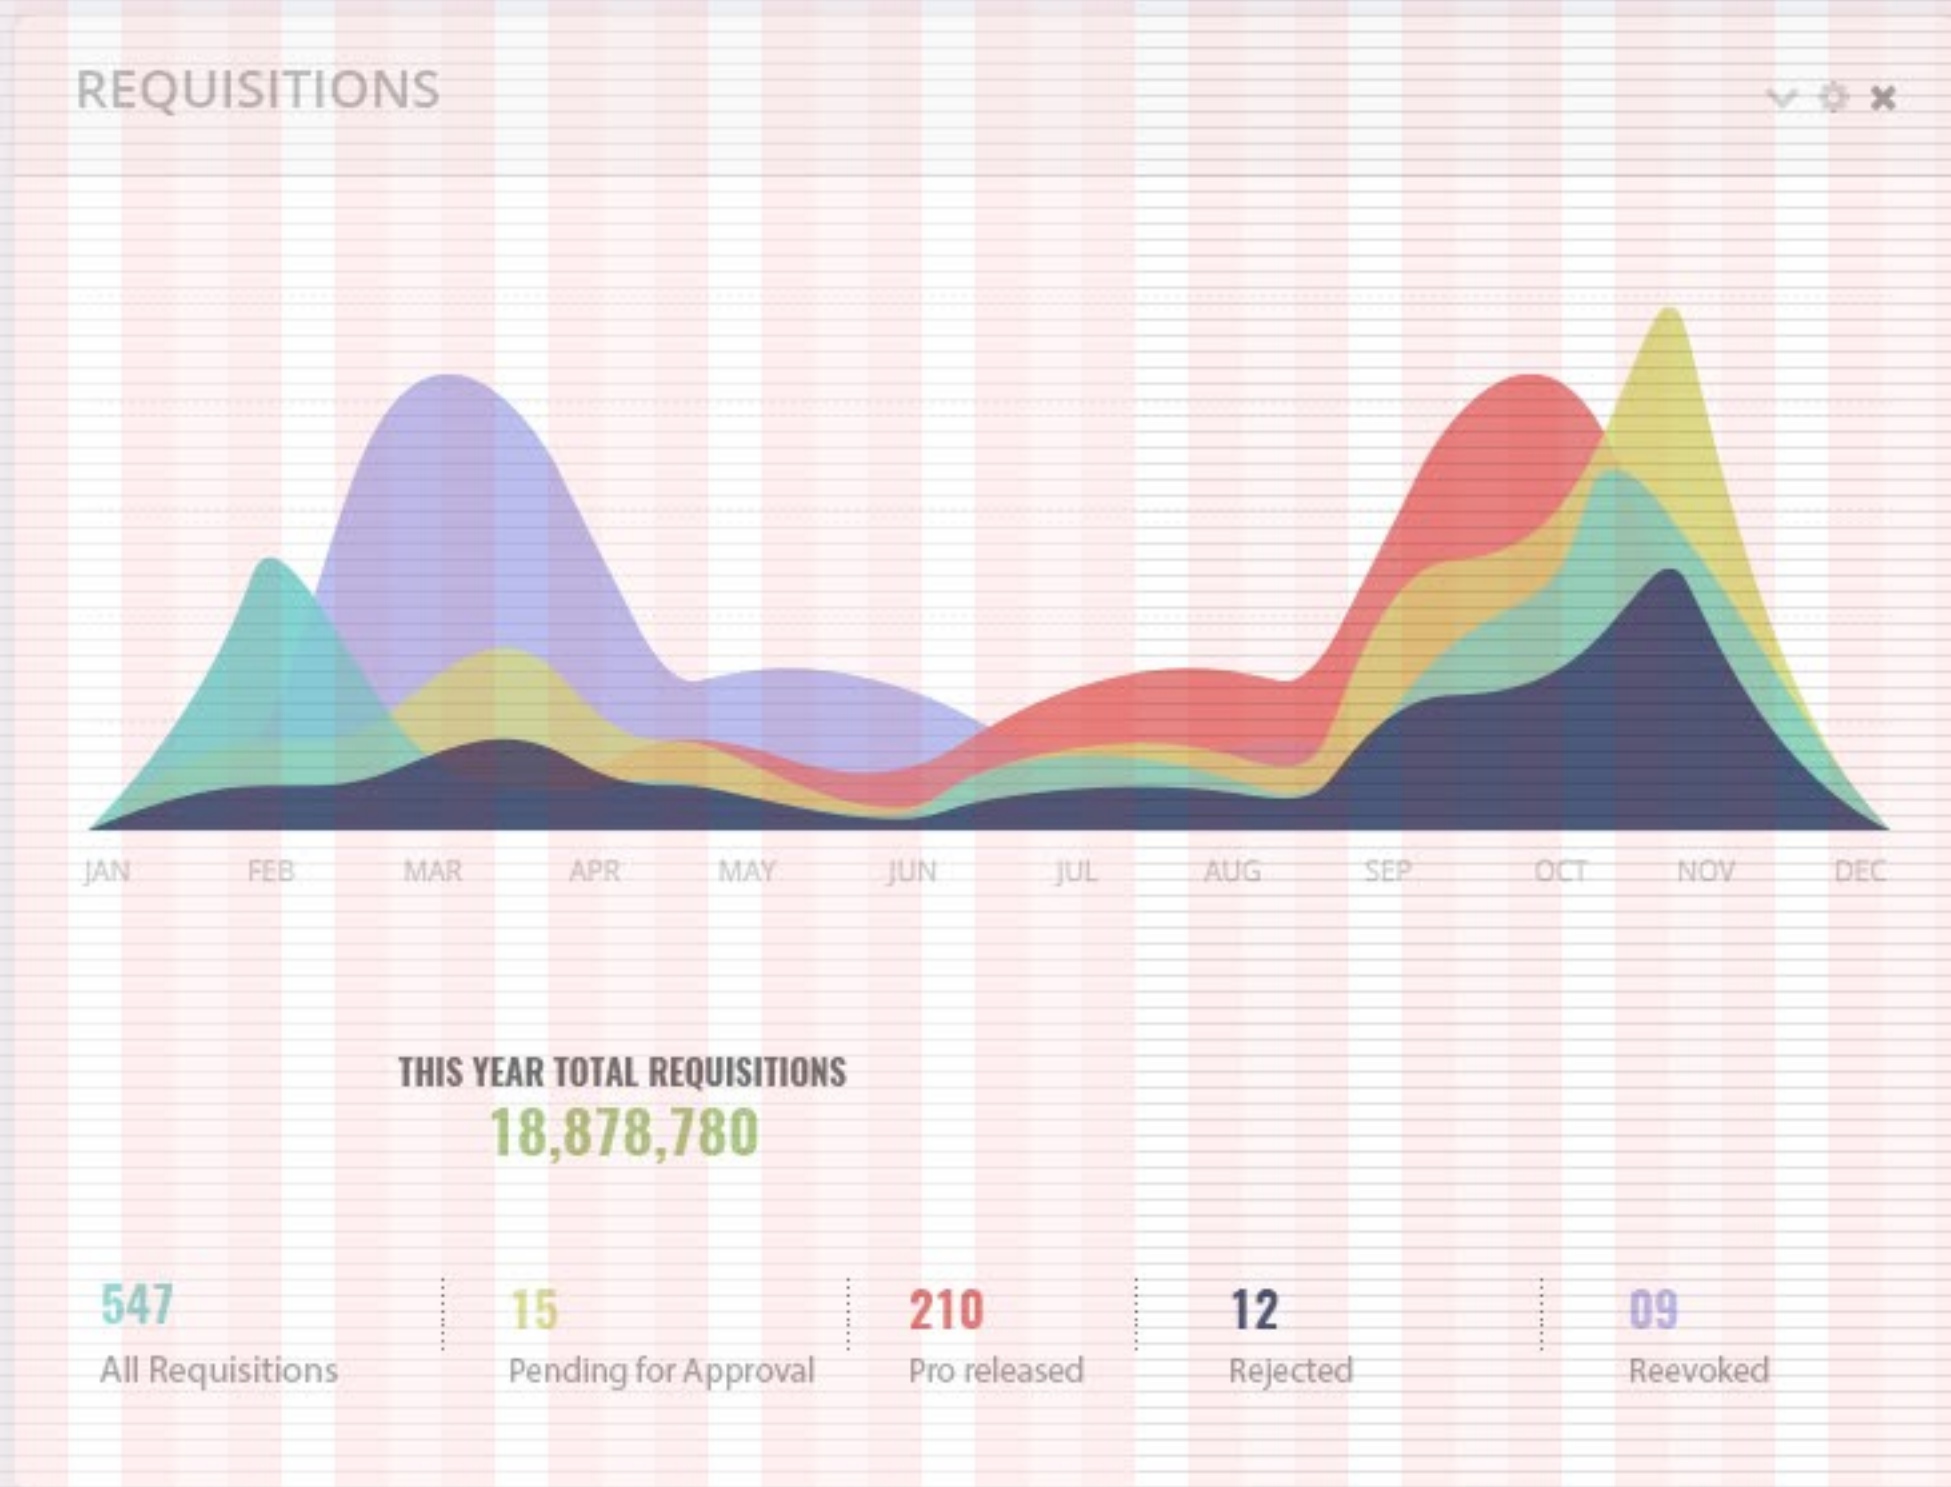 REQUISITIONS
JAN FEB MAR APR MAY JUN JUL AUG SEP OCT NOV DEC
THIS YEAR TOTAL REQUISITIONS
18,878,780
547 15 210 12 09
All Requisitions Pending for Approval Pro released Rejected Reevoked